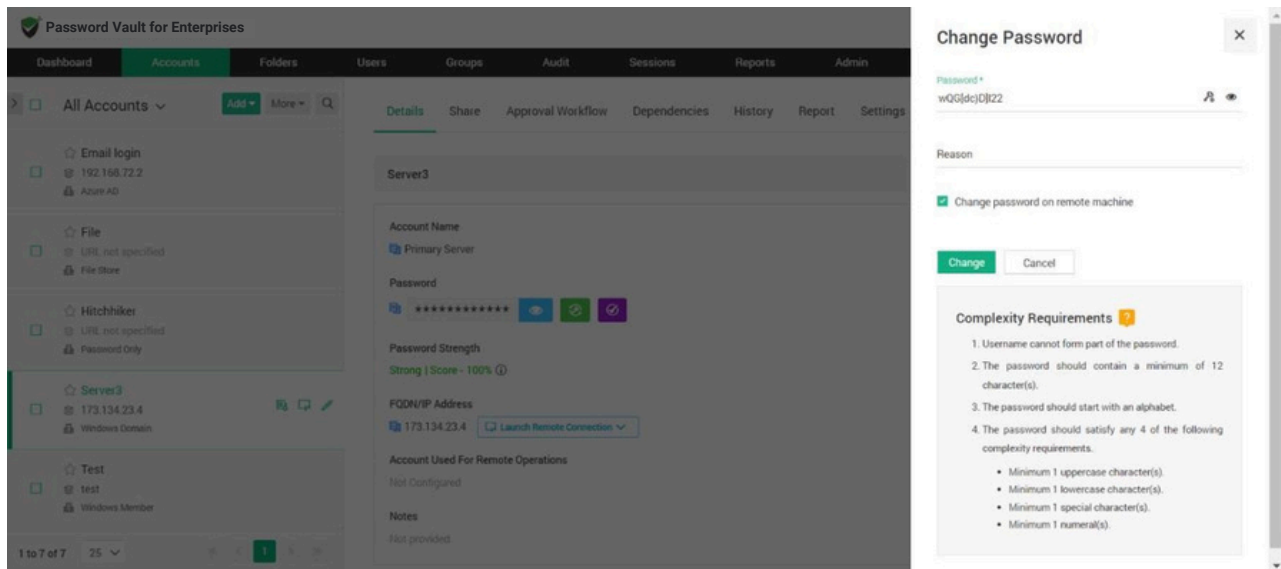 Password Vault for Enterprises
Dashboard Accounts Folders Users Groups Audit Sessions Reports Admin
All Accounts Add More
Email login
192.168.72.2
Azure AD
File
URL not specified
File Store
Hitchhiker
URL not specified
Password Only
Server3
173.134.23.4
Windows Domain
Test
test
Windows Member
1 to 7 of 7 25 1
Details Share Approval Workflow Dependencies History Report Settings
Server3
Account Name
Primary Server
Password
************
Password Strength
Strong | Score - 100%
FQDN/IP Address
173.134.23.4 Launch Remote Connection
Account Used For Remote Operations
Not Configured
Notes
Not provided
Change Password
Password *
Reason
Change password on remote machine
Change Cancel
Complexity Requirements ?
1. Username cannot form part of the password.
2. The password should contain a minimum of 12
character(s).
3. The password should start with an alphabet.
4. The password should satisfy any 4 of the following
complexity requirements.
• Minimum 1 uppercase character(s).
• Minimum 1 lowercase character(s).
• Minimum 1 special character(s).
• Minimum 1 numeral(s).